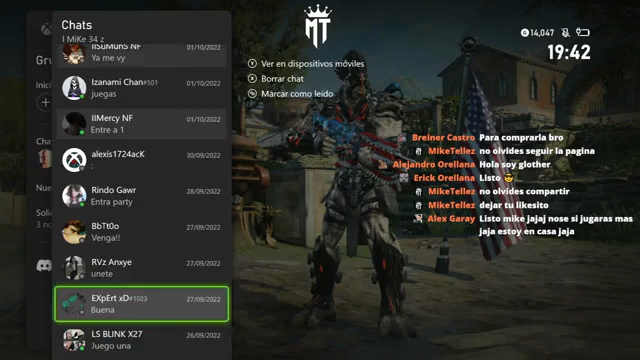 Chats
MiKe 34 z
IISuMuNS NF
01/10/2022
Ya me vy
Izanami Chan#501
01/10/2022
juegas
IIMercy NF
01/10/2022
Entre a 1
alexis1724acK
30/09/2022
:
Rindo Gawr
28/09/2022
Entra party
BbTt0o
27/09/2022
Venga!!
RVz Anxye
27/09/2022
unete
EXpErt xD#1023
27/09/2022
Buena
LS BLINK X27
26/09/2022
Juego una
MT
Y Ver en dispositivos móviles
X Borrar chat
Marcar como leído
G 14,047
19:42
Breiner Castro Para comprarla bro
MikeTellez no olvides seguir la pagina
Alejandro Orellana Hola soy glother
Erick Orellana Listo 😎
MikeTellez no olvides compartir
MikeTellez dejar tu likesito
Alex Garay Listo mike jajaj nose si jugaras mas
jaja estoy en casa jaja